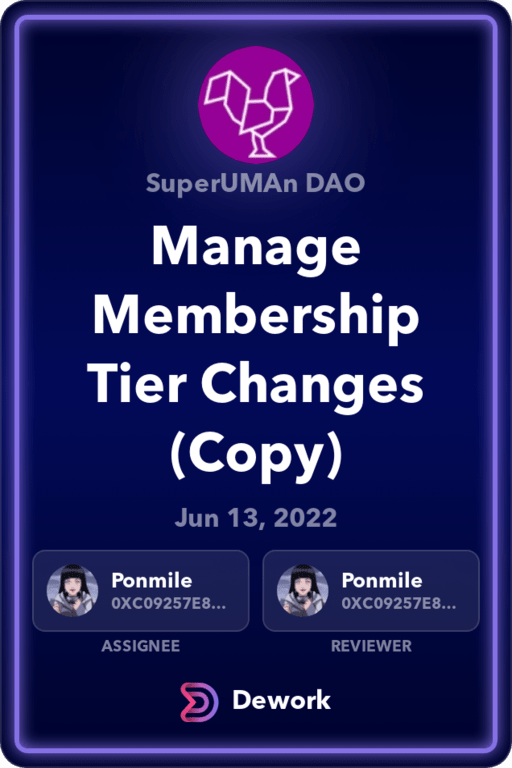 SuperUMAn DAO
Manage
Membership
Tier Changes
(Copy)
Jun 13, 2022
Ponmile
0XC09257E8...
ASSIGNEE
Ponmile
0XC09257E8...
REVIEWER
Dework